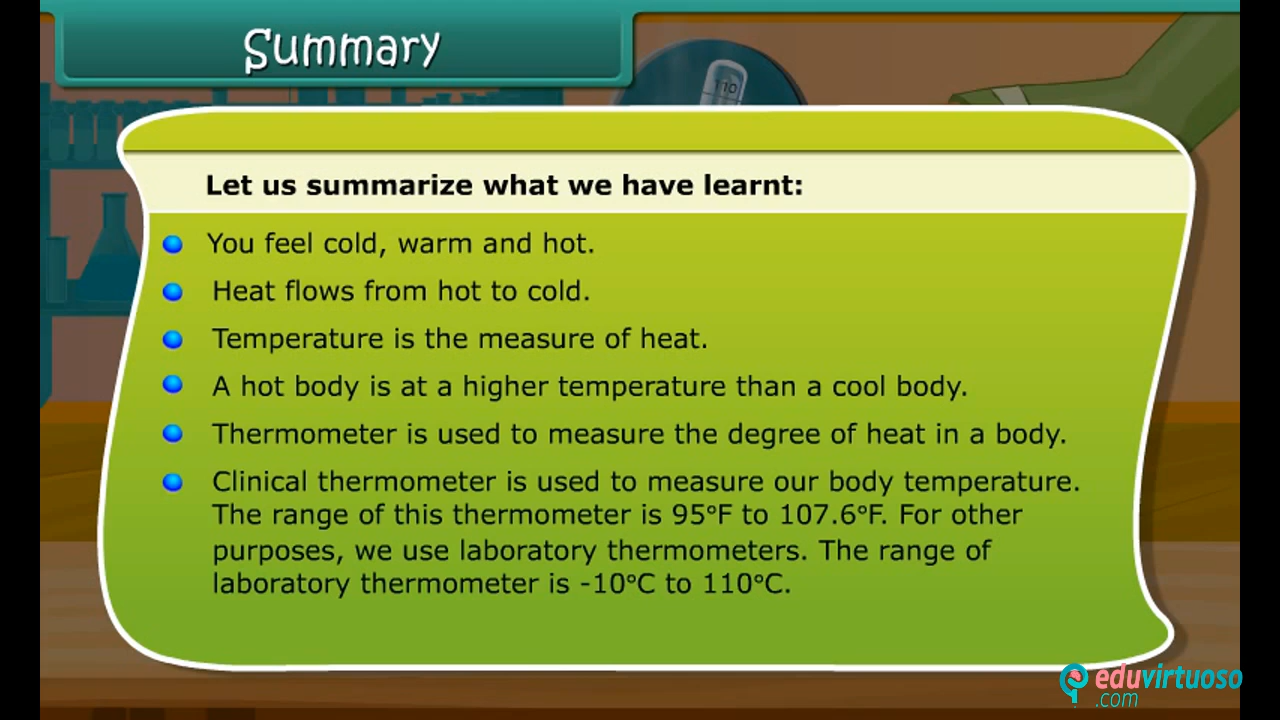 Summary
110
Let us summarize what we have learnt:
You feel cold, warm and hot.
Heat flows from hot to cold.
Temperature is the measure of heat.
A hot body is at a higher temperature than a cool body.
Thermometer is used to measure the degree of heat in a body.
Clinical thermometer is used to measure our body temperature.
The range of this thermometer is 95°F to 107.6°F. For other
purposes, we use laboratory thermometers. The range of
laboratory thermometer is -10°C to 110°C.
eduvirtuoso
.com